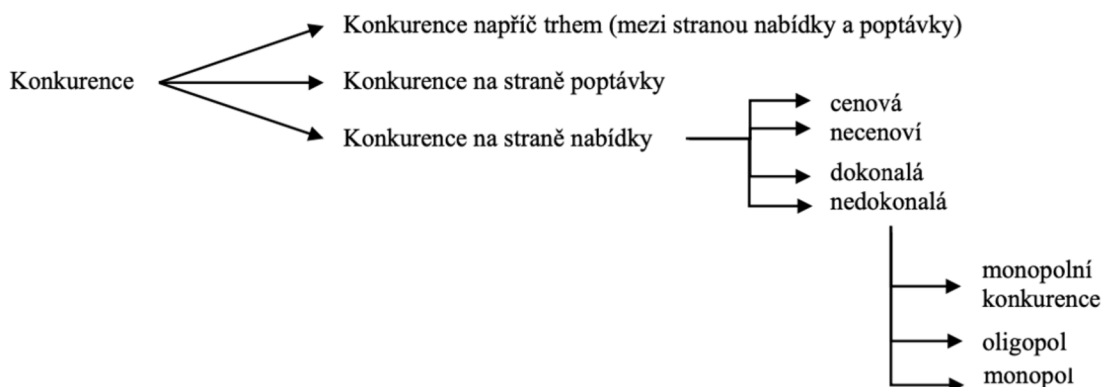 Konkurence napříč trhem (mezi stranou nabídky a poptávky)
Konkurence
Konkurence na straně poptávky
Konkurence na straně nabídky
cenová
necenoví
dokonalá
nedokonalá
monopolní
konkurence
oligopol
monopol